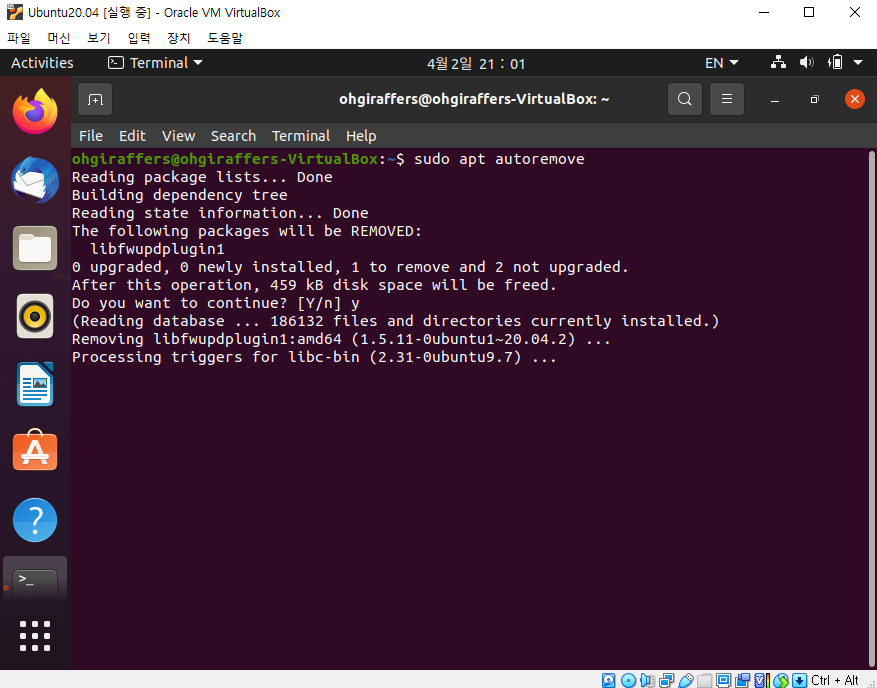 Ubuntu20.04 [실행 중] - Oracle VM VirtualBox
파일 머신 보기 입력 장치 도움말
Activities Terminal 4월 2일 21 : 01 EN
ohgiraffers@ohgiraffers-VirtualBox: ~
File Edit View Search Terminal Help
ohgiraffers@ohgiraffers-VirtualBox:~$ sudo apt autoremove
Reading package lists... Done
Building dependency tree
Reading state information... Done
The following packages will be REMOVED:
  libfwupdplugin1
0 upgraded, 0 newly installed, 1 to remove and 2 not upgraded.
After this operation, 459 kB disk space will be freed.
Do you want to continue? [Y/n] y
(Reading database ... 186132 files and directories currently installed.)
Removing libfwupdplugin1:amd64 (1.5.11-0ubuntu1~20.04.2) ...
Processing triggers for libc-bin (2.31-0ubuntu9.7) ...
Ctrl + Alt